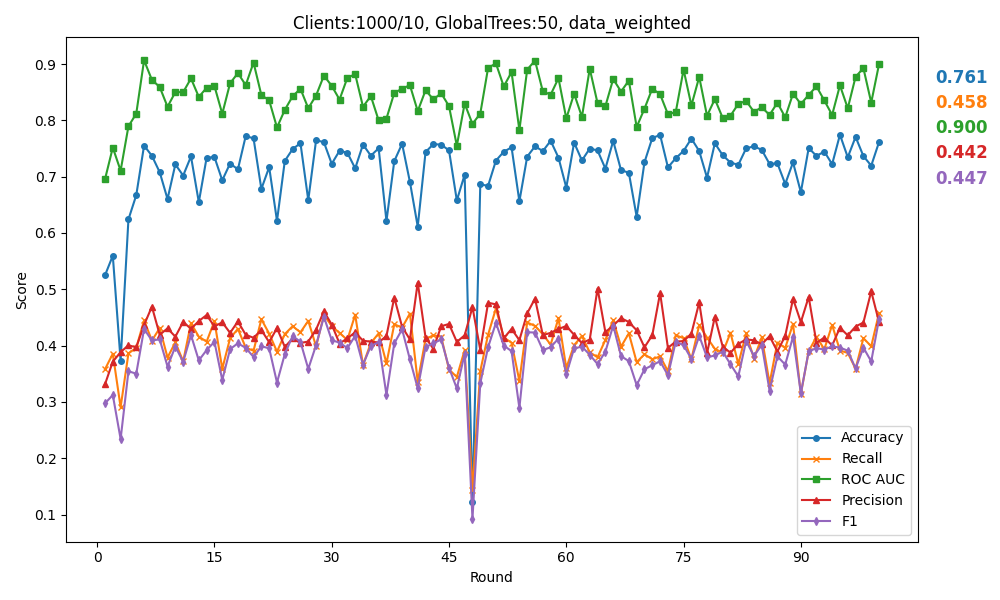 Clients:1000/10, GlobalTrees:50, data_weighted
0.9
0.8
0.7
0.6
0.5
0.4
0.3
0.2
0.1
Score
0
15
30
45
60
75
90
Round
Accuracy
Recall
ROC AUC
Precision
F1
0.761
0.458
0.900
0.442
0.447